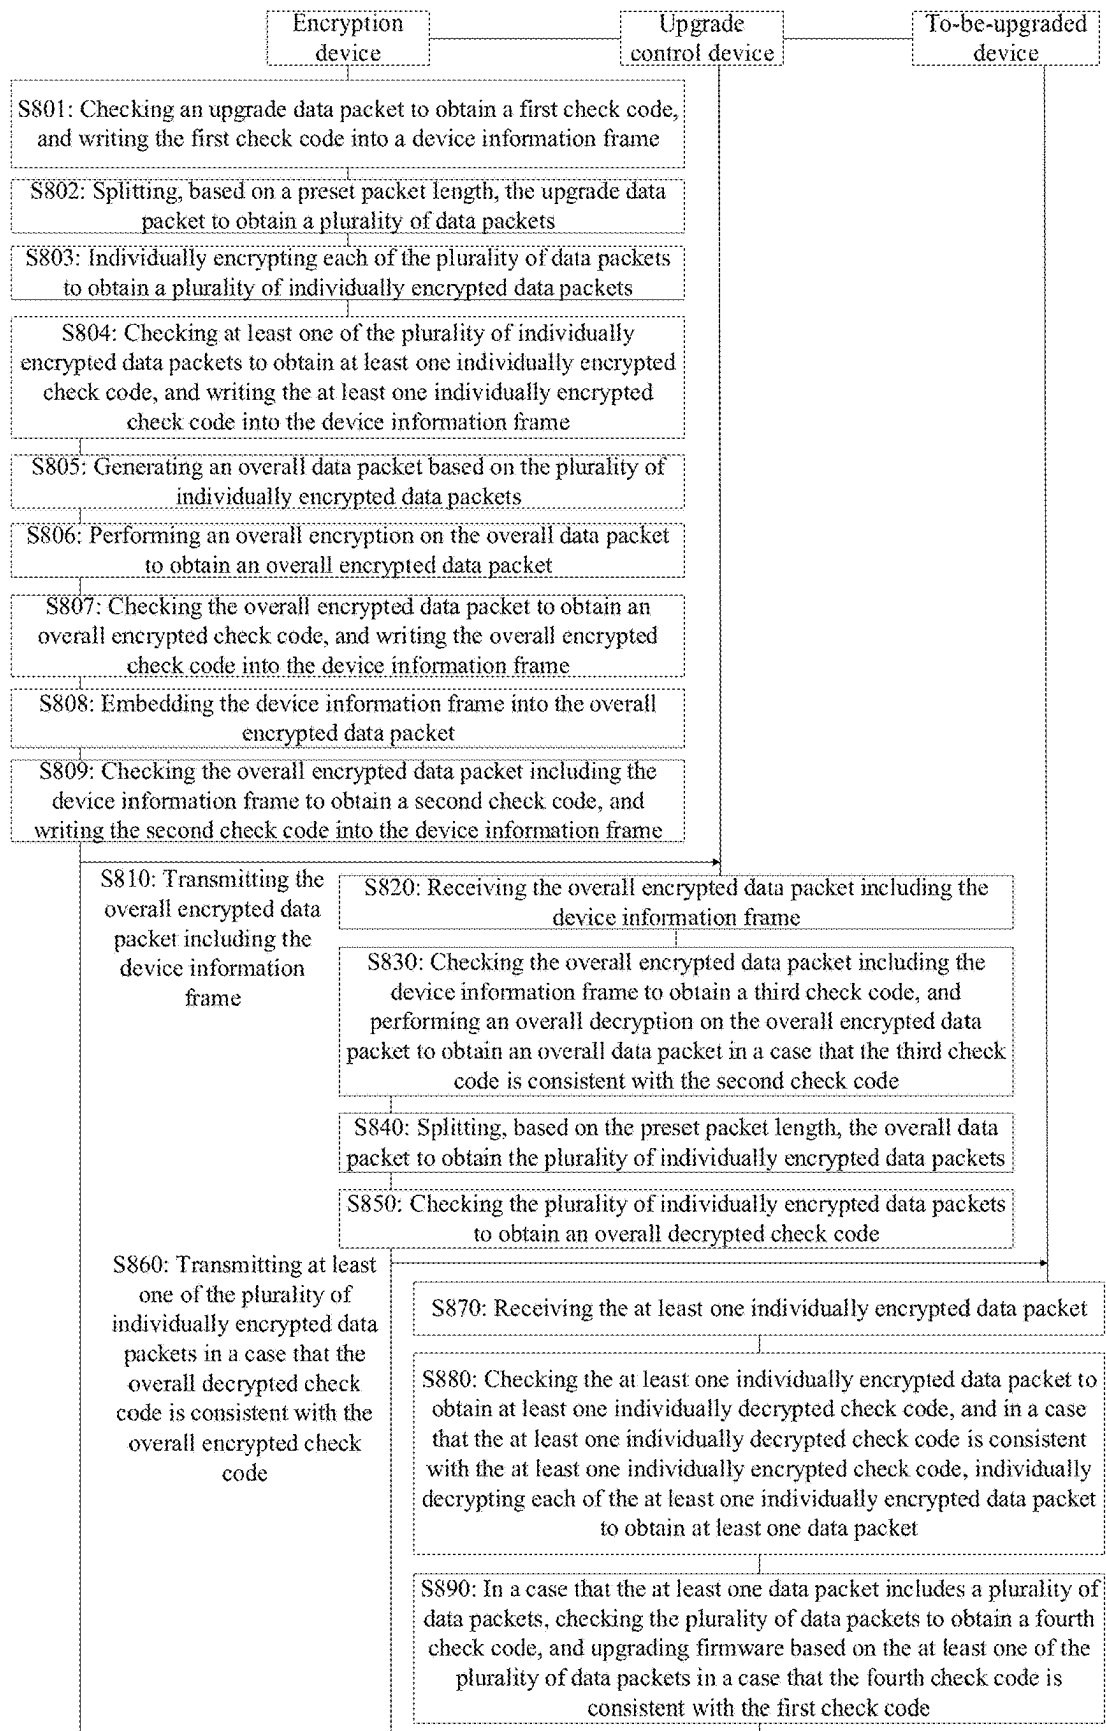 Encryption
device
Upgrade
control device
To-be-upgraded
device
S801: Checking an upgrade data packet to obtain a first check code,
and writing the first check code into a device information frame
S802: Splitting, based on a preset packet length, the upgrade data
packet to obtain a plurality of data packets
S803: Individually encrypting each of the plurality of data packets
to obtain a plurality of individually encrypted data packets
S804: Checking at least one of the plurality of individually
encrypted data packets to obtain at least one individually encrypted
check code, and writing the at least one individually encrypted
check code into the device information frame
S805: Generating an overall data packet based on the plurality of
individually encrypted data packets
S806: Performing an overall encryption on the overall data packet
to obtain an overall encrypted data packet
S807: Checking the overall encrypted data packet to obtain an
overall encrypted check code, and writing the overall encrypted
check code into the device information frame
S808: Embedding the device information frame into the overall
encrypted data packet
S809: Checking the overall encrypted data packet including the
device information frame to obtain a second check code, and
writing the second check code into the device information frame
S810: Transmitting the
overall encrypted data
packet including the
device information
frame
S820: Receiving the overall encrypted data packet including the
device information frame
S830: Checking the overall encrypted data packet including the
device information frame to obtain a third check code, and
performing an overall decryption on the overall encrypted data
packet to obtain an overall data packet in a case that the third check
code is consistent with the second check code
S840: Splitting, based on the preset packet length, the overall data
packet to obtain the plurality of individually encrypted data packets
S850: Checking the plurality of individually encrypted data packets
to obtain an overall decrypted check code
S860: Transmitting at least
one of the plurality of
individually encrypted data
packets in a case that the
overall decrypted check
code is consistent with the
overall encrypted check
code
S870: Receiving the at least one individually encrypted data packet
S880: Checking the at least one individually encrypted data packet to
obtain at least one individually decrypted check code, and in a case
that the at least one individually decrypted check code is consistent
with the at least one individually encrypted check code, individually
decrypting each of the at least one individually encrypted data packet
to obtain at least one data packet
S890: In a case that the at least one data packet includes a plurality of
data packets, checking the plurality of data packets to obtain a fourth
check code, and upgrading firmware based on the at least one of the
plurality of data packets in a case that the fourth check code is
consistent with the first check code